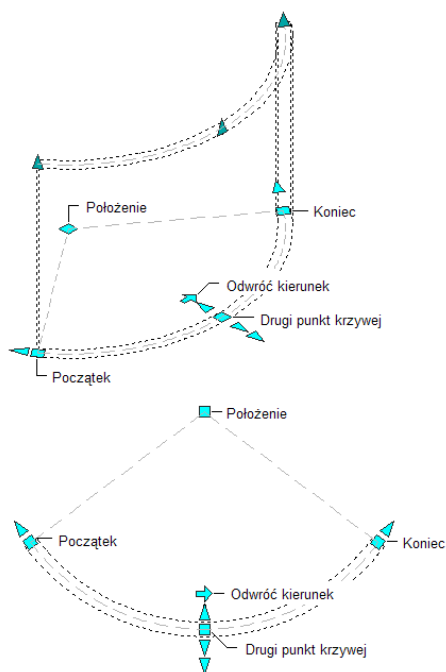 Położenie
Koniec
Odwróć kierunek
Drugi punkt krzywej
Początek
Położenie
Początek
Koniec
Odwróć kierunek
Drugi punkt krzywej